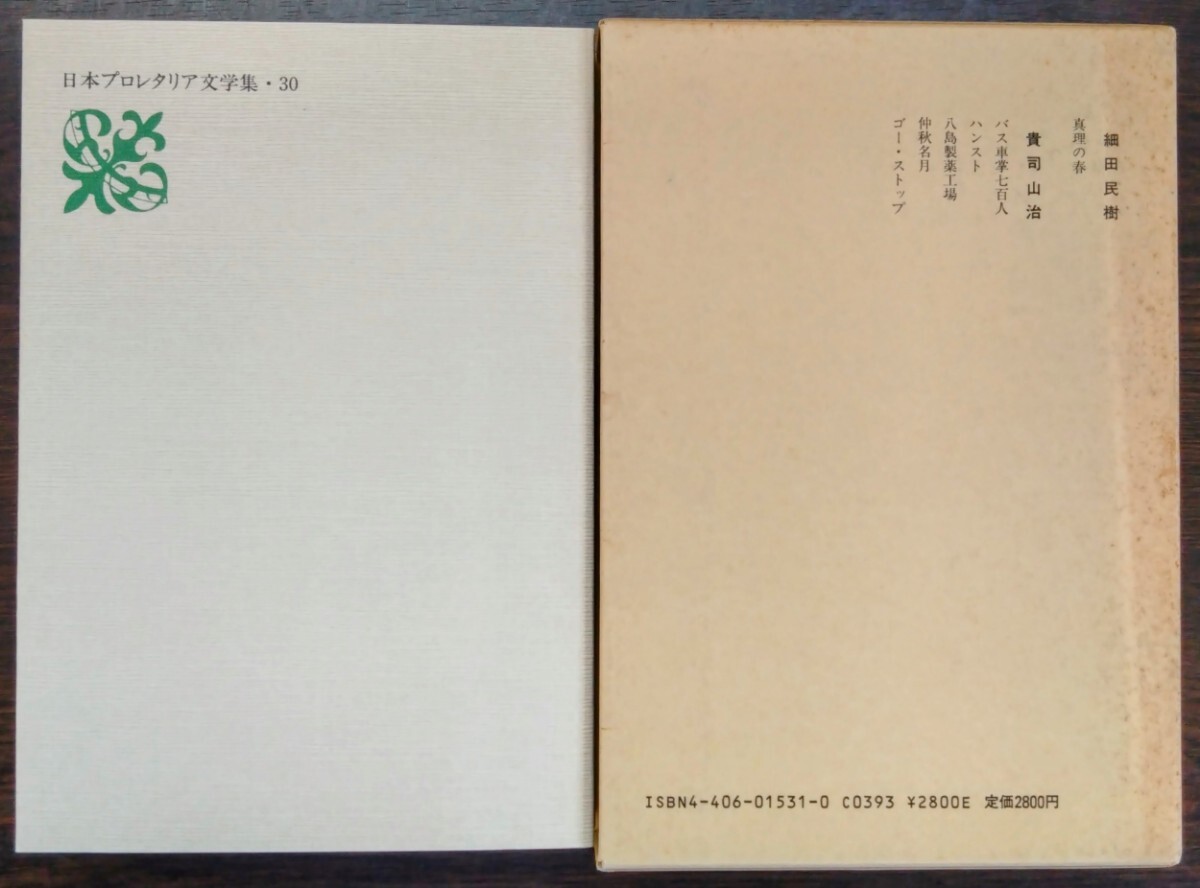 日本プロレタリア文学集・30
細田民樹
真理の春
貴司山治
バス車掌七百人
ハンスト
八島製薬工場
仲秋名月
ゴー・ストップ
ISBN4-406-01531-0 C0393 ¥2800E 定価2800円